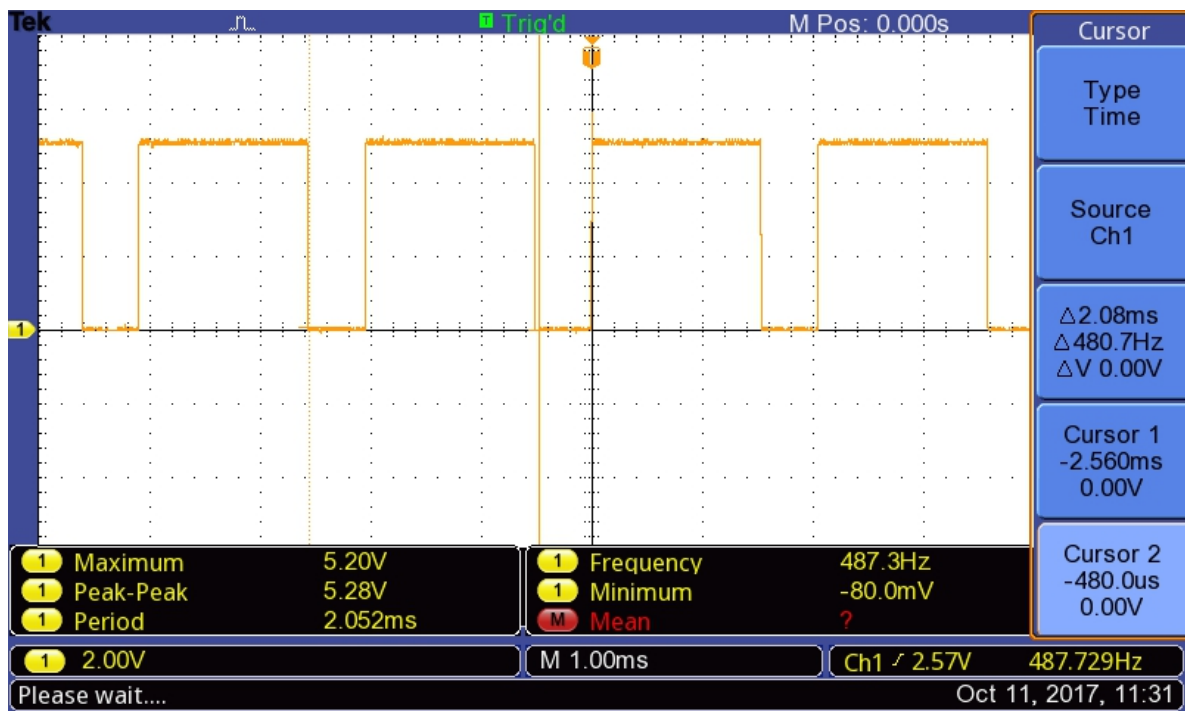 Tek T Trig'd M Pos: 0.000s
Cursor
Type
Time
Source
Ch1
△2.08ms
△480.7Hz
△V 0.00V
Cursor 1
-2.560ms
0.00V
Cursor 2
-480.0us
0.00V
T
1
1 Maximum 5.20V
1 Peak-Peak 5.28V
1 Period 2.052ms
1 Frequency 487.3Hz
1 Minimum -80.0mV
M Mean ?
1 2.00V M 1.00ms Ch1 2.57V 487.729Hz
Please wait.... Oct 11, 2017, 11:31